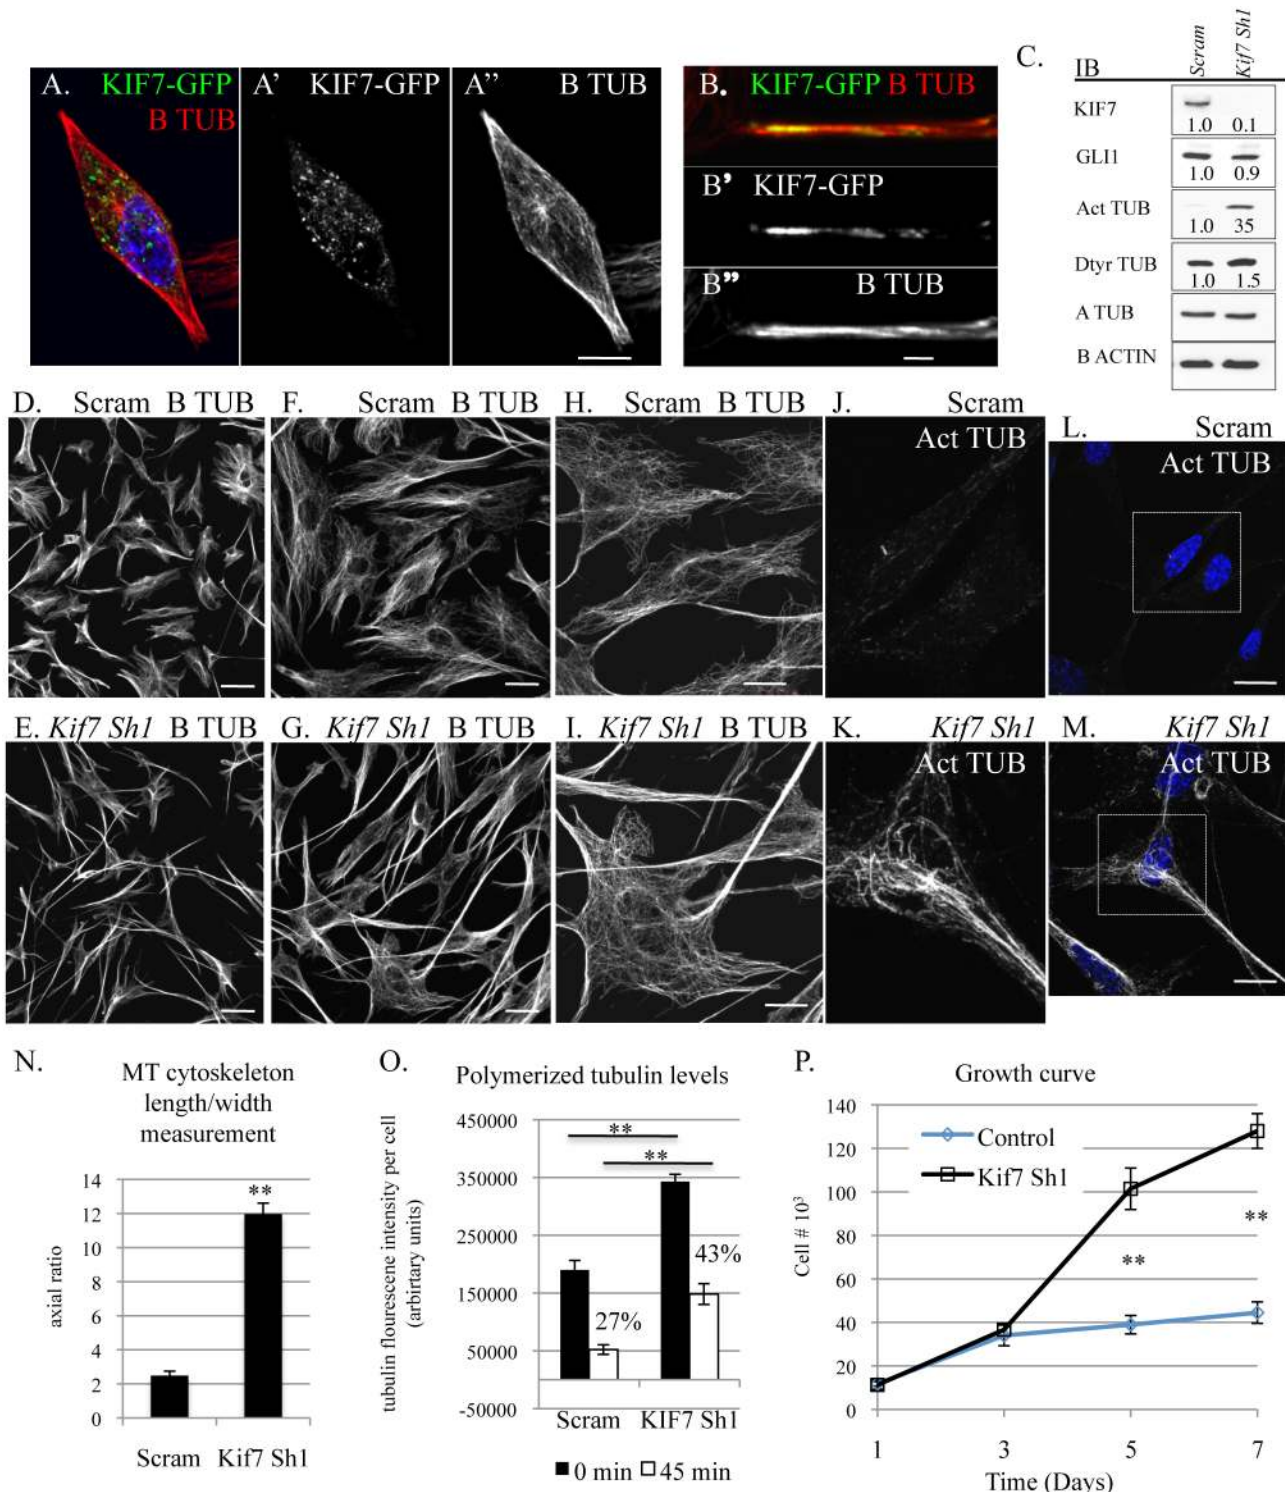 A. KIF7-GFP
B TUB
A' KIF7-GFP
A" B TUB
B. KIF7-GFP B TUB
B' KIF7-GFP
B" B TUB
C. IB Scram Kif7 Sh1
KIF7
1.0 0.1
GLI1
1.0 0.9
Act TUB
1.0 35
Dtyr TUB
1.0 1.5
A TUB
B ACTIN
D. Scram B TUB
F. Scram B TUB
H. Scram B TUB
J. Scram
Act TUB
L. Scram
Act TUB
E. Kif7 Sh1 B TUB
G. Kif7 Sh1 B TUB
I. Kif7 Sh1 B TUB
K. Kif7 Sh1
Act TUB
M. Kif7 Sh1
Act TUB
N.
MT cytoskeleton
length/width
measurement
axial ratio
14
12
10
8
6
4
2
0
**
Scram Kif7 Sh1
O.
Polymerized tubulin levels
tubulin flourescene intensity per cell
(arbirtary units)
450000
350000
250000
150000
50000
-50000
**
**
27%
43%
Scram KIF7 Sh1
0 min 45 min
P.
Growth curve
Cell # 10³
140
120
100
80
60
40
20
0
Control
Kif7 Sh1
**
**
1 3 5 7
Time (Days)